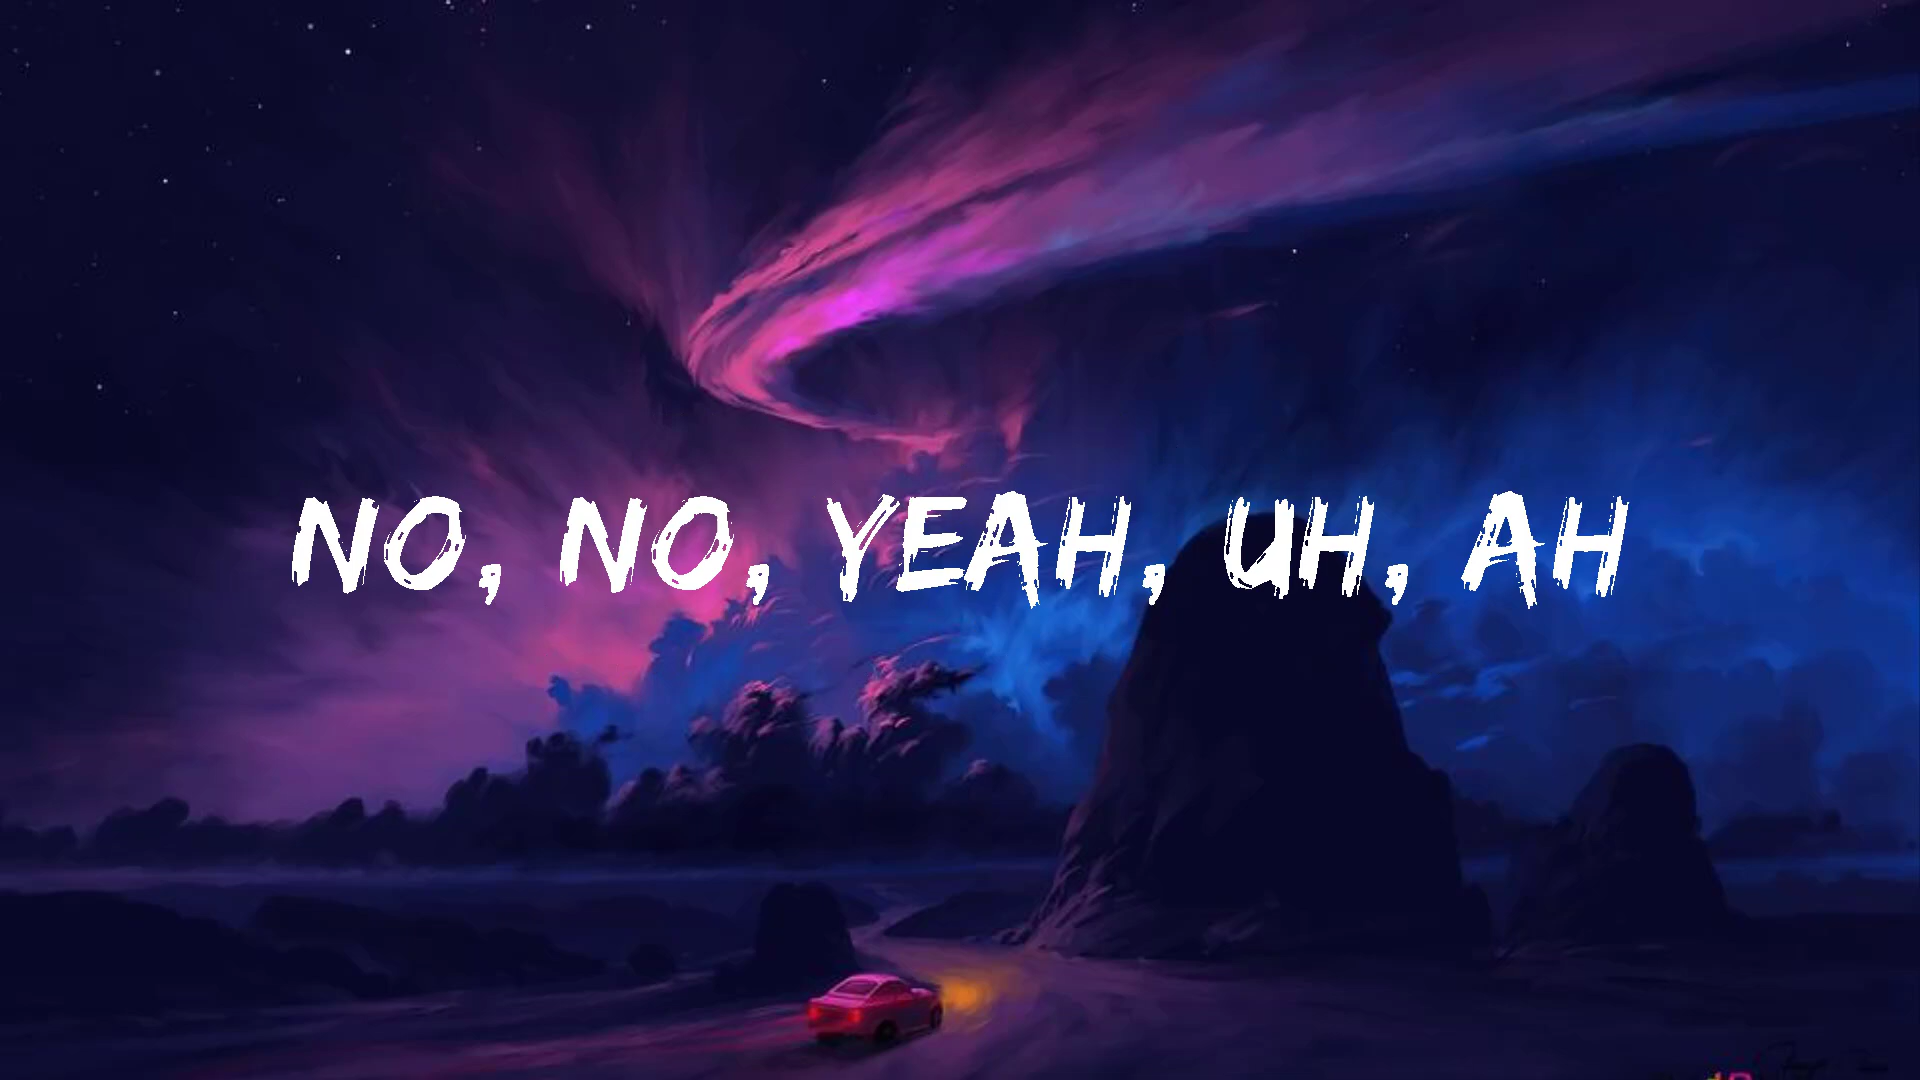 NO, NO, YEAH, UH, AH